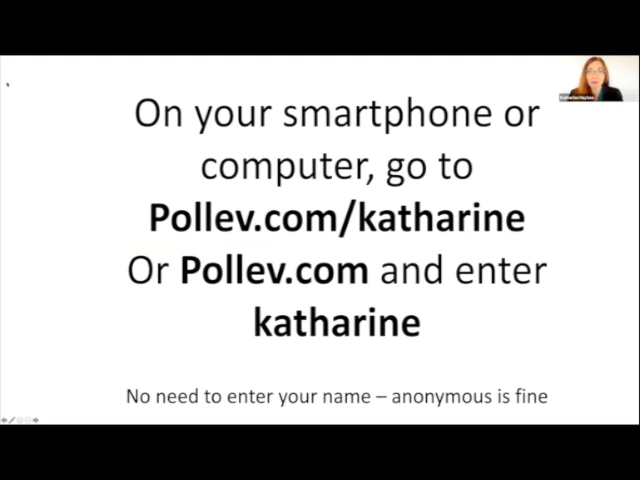 On your smartphone or
computer, go to
Pollev.com/katharine
Or Pollev.com and enter
katharine
No need to enter your name – anonymous is fine